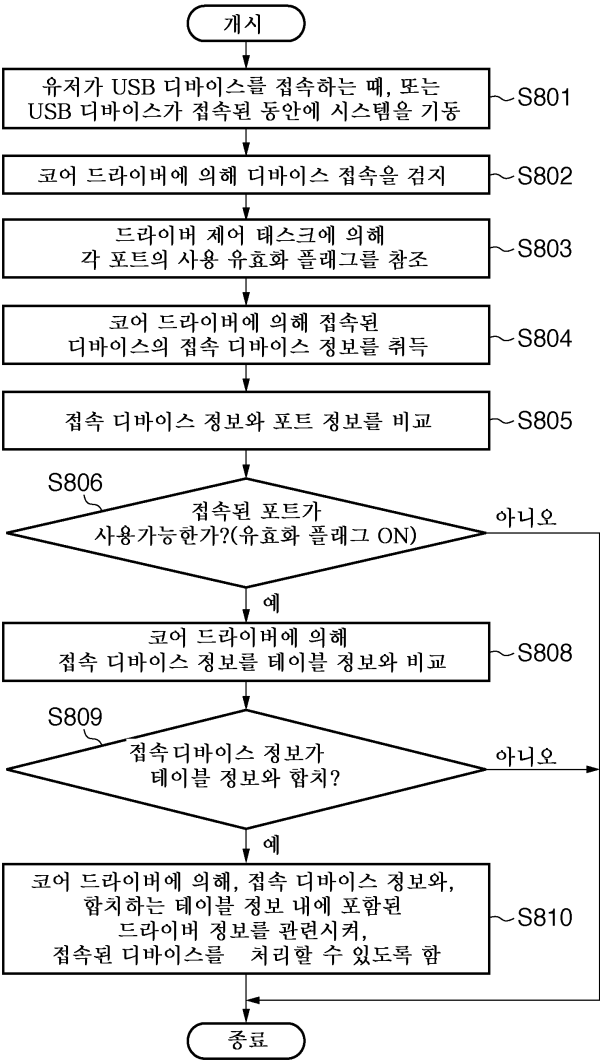 개시
유저가 USB 디바이스를 접속하는 때, 또는
USB 디바이스가 접속된 동안에 시스템을 기동
S801
코어 드라이버에 의해 디바이스 접속을 검지
S802
드라이버 제어 태스크에 의해
각 포트의 사용 유효화 플래그를 참조
S803
코어 드라이버에 의해 접속된
디바이스의 접속 디바이스 정보를 취득
S804
접속 디바이스 정보와 포트 정보를 비교
S805
S806
접속된 포트가
사용가능한가?(유효화 플래그 ON)
아니오
예
코어 드라이버에 의해
접속 디바이스 정보를 테이블 정보와 비교
S808
S809
접속디바이스 정보가
테이블 정보와 합치?
아니오
예
코어 드라이버에 의해, 접속 디바이스 정보와,
합치하는 테이블 정보 내에 포함된
드라이버 정보를 관련시켜,
접속된 디바이스를 처리할 수 있도록 함
S810
종료